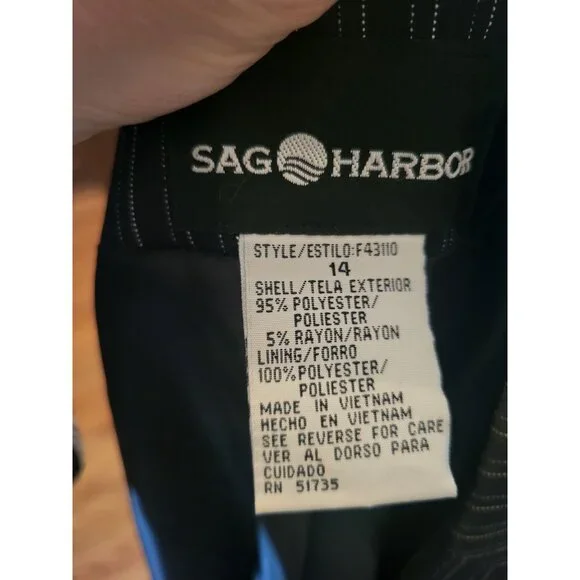 SAG HARBOR
STYLE/ESTILO:F43110
14
SHELL/TELA EXTERIOR
95% POLYESTER/
POLIESTER
5% RAYON/RAYON
LINING/FORRO
100% POLYESTER/
POLIESTER
MADE IN VIETNAM
HECHO EN VIETNAM
SEE REVERSE FOR CARE
VER AL DORSO PARA
CUIDADO
RN 51735